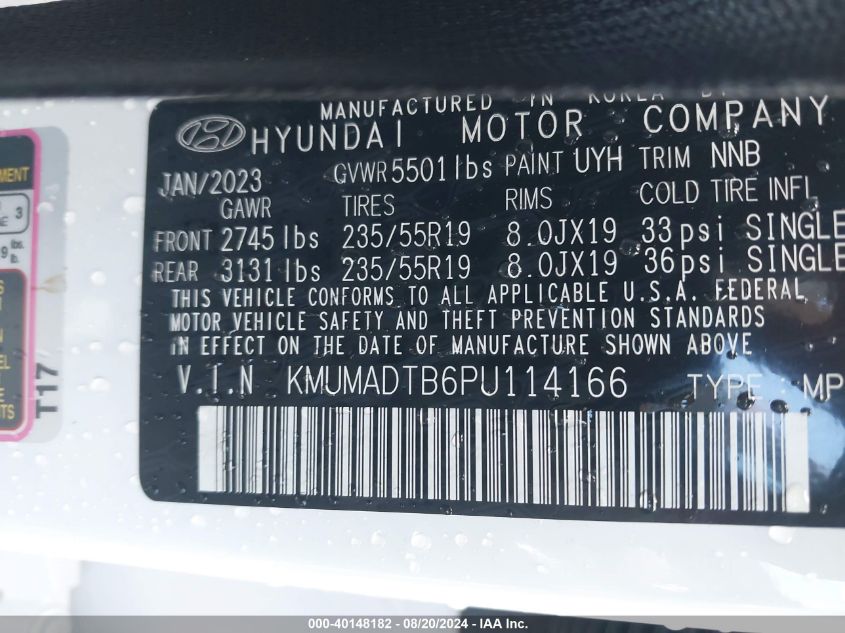 MANUFACTURED IN KOREA BY
HYUNDAI MOTOR COMPANY
JAN/2023 GVWR 5501lbs PAINT UYH TRIM NNB
GAWR TIRES RIMS COLD TIRE INFL
FRONT 2745 lbs 235/55R19 8.0JX19 33psi SINGLE
REAR 3131 lbs 235/55R19 8.0JX19 36psi SINGLE
THIS VEHICLE CONFORMS TO ALL APPLICABLE U.S.A. FEDERAL
MOTOR VEHICLE SAFETY AND THEFT PREVENTION STANDARDS
IN EFFECT ON THE DATE OF MANUFACTURE SHOWN ABOVE
V.I.N KMUMADTB6PU114166 TYPE : MP
3
lbs.
lb.
T17
000-40148182 - 08/20/2024 - IAA Inc.